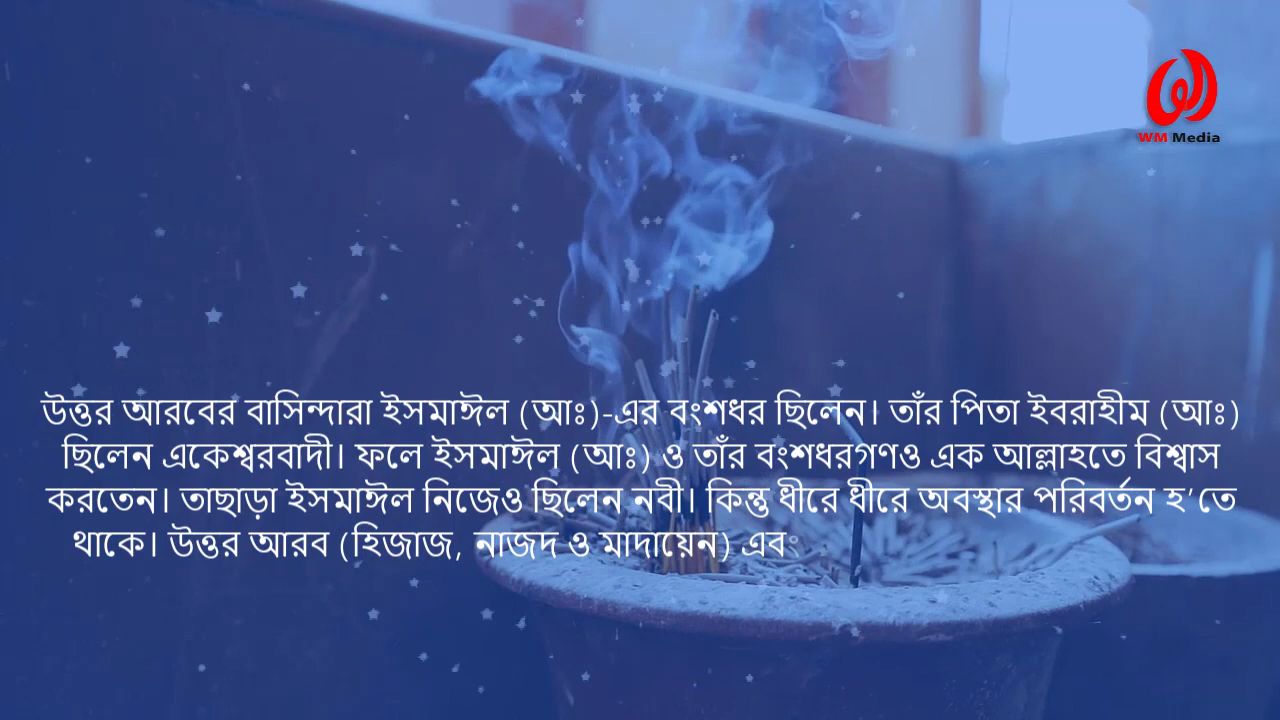 WM Media
উত্তর আরবের বাসিন্দারা ইসমাঈল (আঃ)-এর বংশধর ছিলেন। তাঁর পিতা ইবরাহীম (আঃ)
ছিলেন একেশ্বরবাদী। ফলে ইসমাঈল (আঃ) ও তাঁর বংশধরগণও এক আল্লাহতে বিশ্বাস
করতেন। তাছাড়া ইসমাঈল নিজেও ছিলেন নবী। কিন্তু ধীরে ধীরে অবস্থার পরিবর্তন হ'তে
থাকে। উত্তর আরব (হিজাজ, নাজদ ও মাদায়েন) এবং